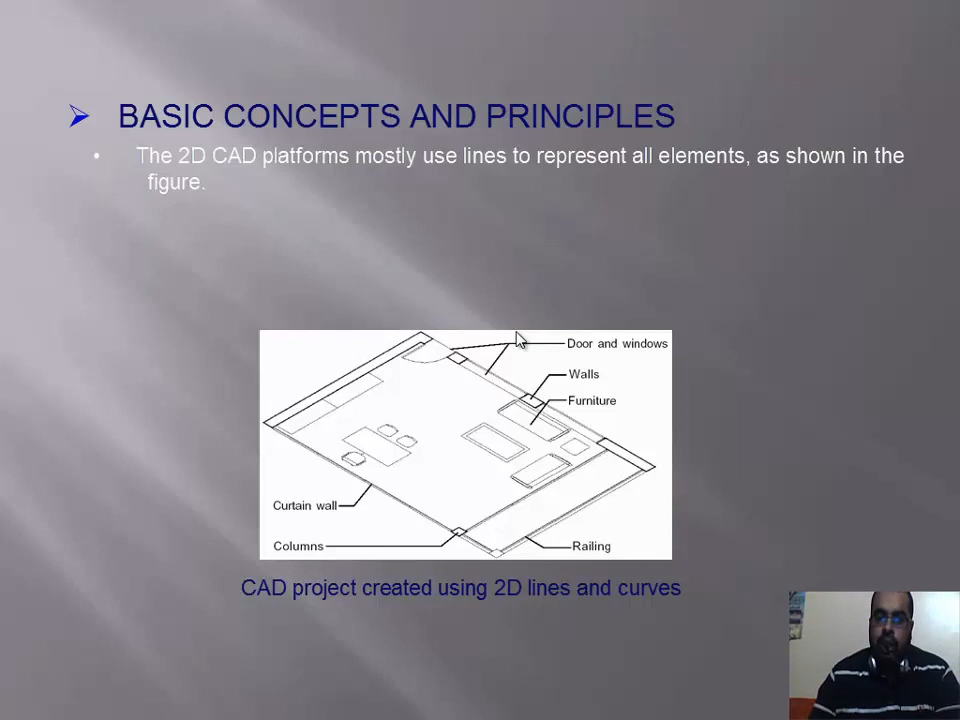 BASIC CONCEPTS AND PRINCIPLES
The 2D CAD platforms mostly use lines to represent all elements, as shown in the
figure.
Door and windows
Walls
Furniture
Curtain wall
Columns
Railing
CAD project created using 2D lines and curves